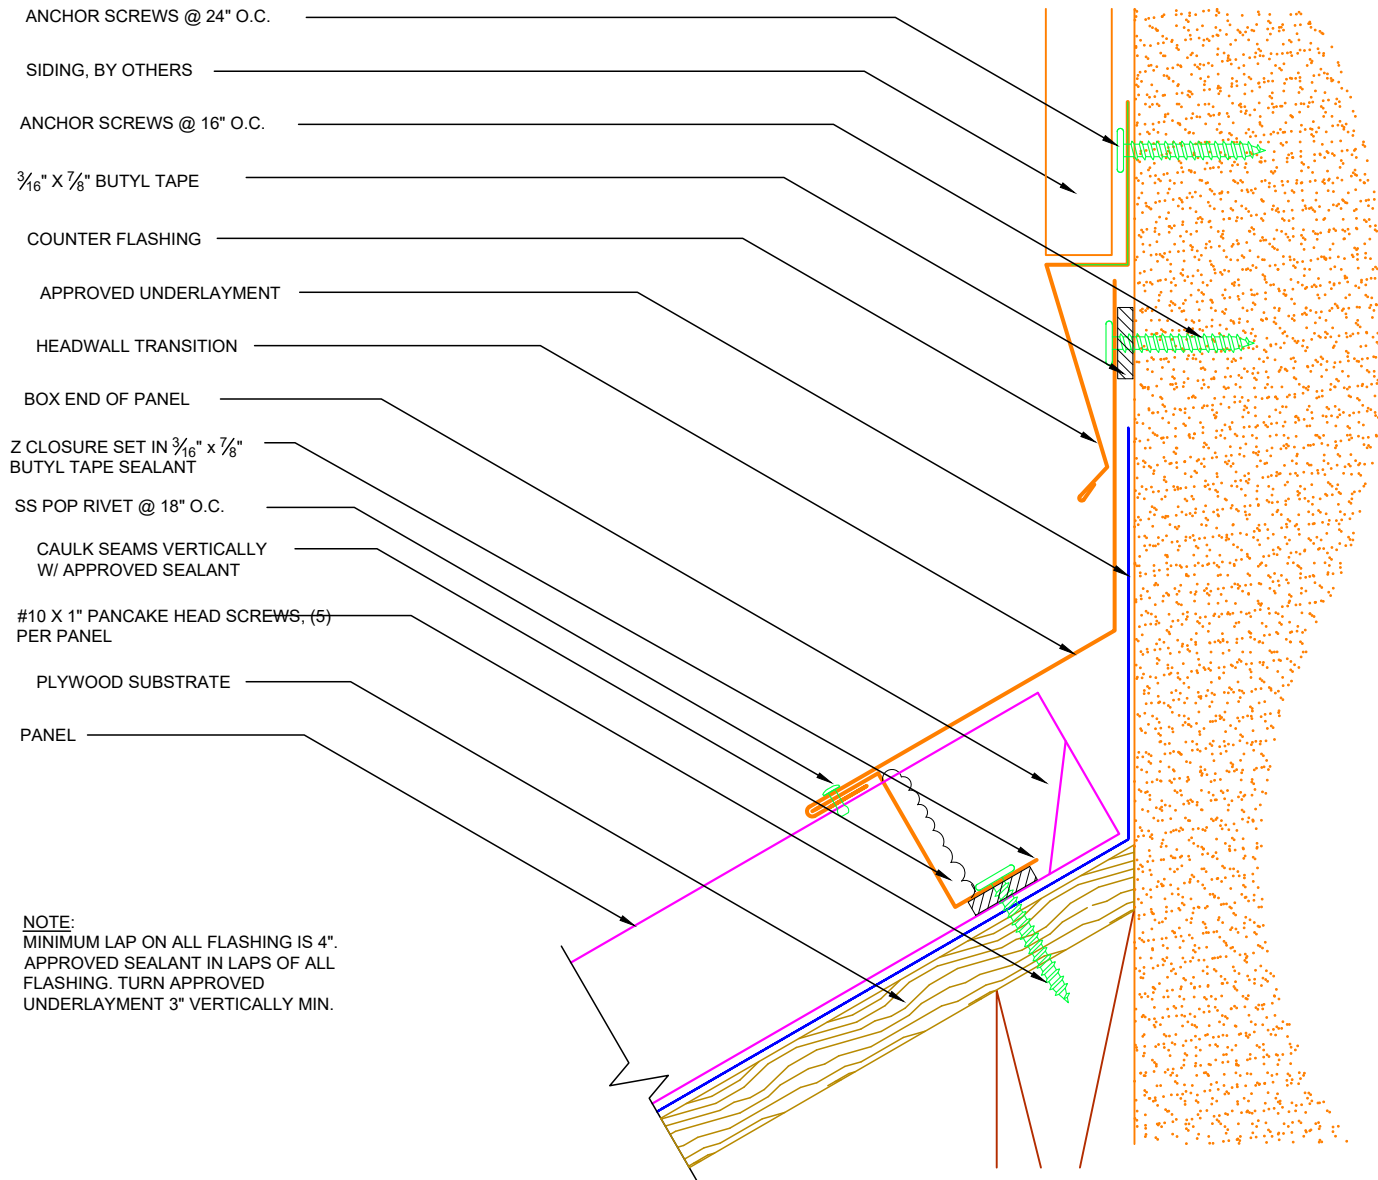 ANCHOR SCREWS @ 24" O.C.
SIDING, BY OTHERS
ANCHOR SCREWS @ 16" O.C.
3/16" X 7/8" BUTYL TAPE
COUNTER FLASHING
APPROVED UNDERLAYMENT
HEADWALL TRANSITION
BOX END OF PANEL
Z CLOSURE SET IN 3/16" x 7/8"
BUTYL TAPE SEALANT
SS POP RIVET @ 18" O.C.
CAULK SEAMS VERTICALLY
W/ APPROVED SEALANT
#10 X 1" PANCAKE HEAD SCREWS, (5)
PER PANEL
PLYWOOD SUBSTRATE
PANEL
NOTE:
MINIMUM LAP ON ALL FLASHING IS 4".
APPROVED SEALANT IN LAPS OF ALL
FLASHING. TURN APPROVED
UNDERLAYMENT 3" VERTICALLY MIN.